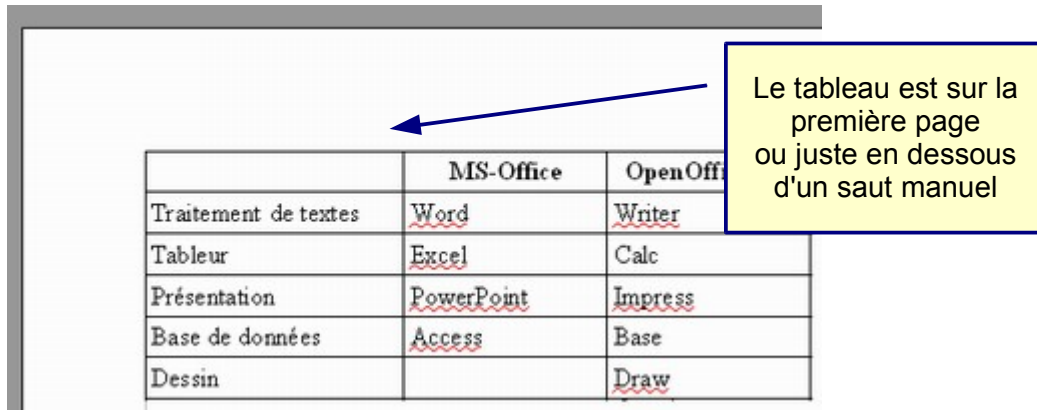 Le tableau est sur la
première page
ou juste en dessous
d'un saut manuel
MS-Office OpenOffi
Traitement de textes Word Writer
Tableur Excel Calc
Présentation PowerPoint Impress
Base de données Access Base
Dessin Draw